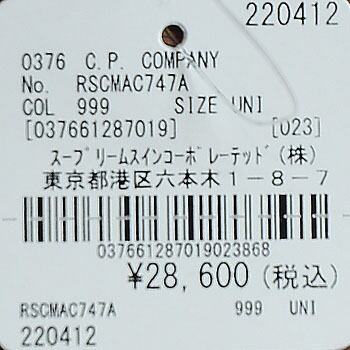 220412
0376 C.P. COMPANY
No. RSCMAC747A
COL 999 SIZE UNI
[037661287019] [023]
スープリームスインコーポレーテッド(株)
東京都港区六本木1-8-7
037661287019023868
¥28,600(税込)
RSCMAC747A 999 UNI
220412